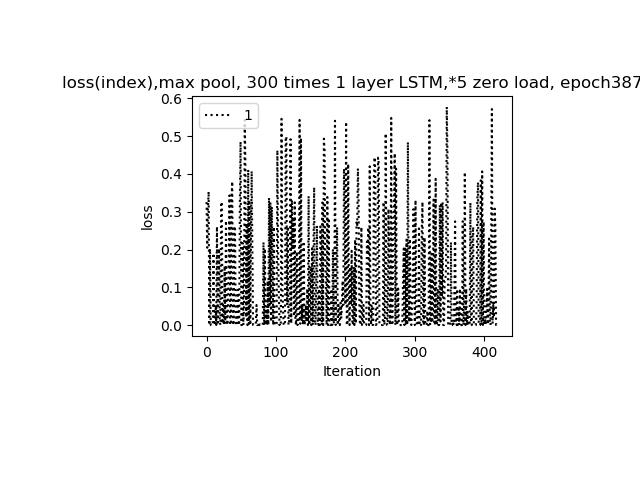 loss(index),max pool, 300 times 1 layer LSTM,*5 zero load, epoch387
0.6
0.5
0.4
0.3
0.2
0.1
0.0
loss
1
0 100 200 300 400
Iteration